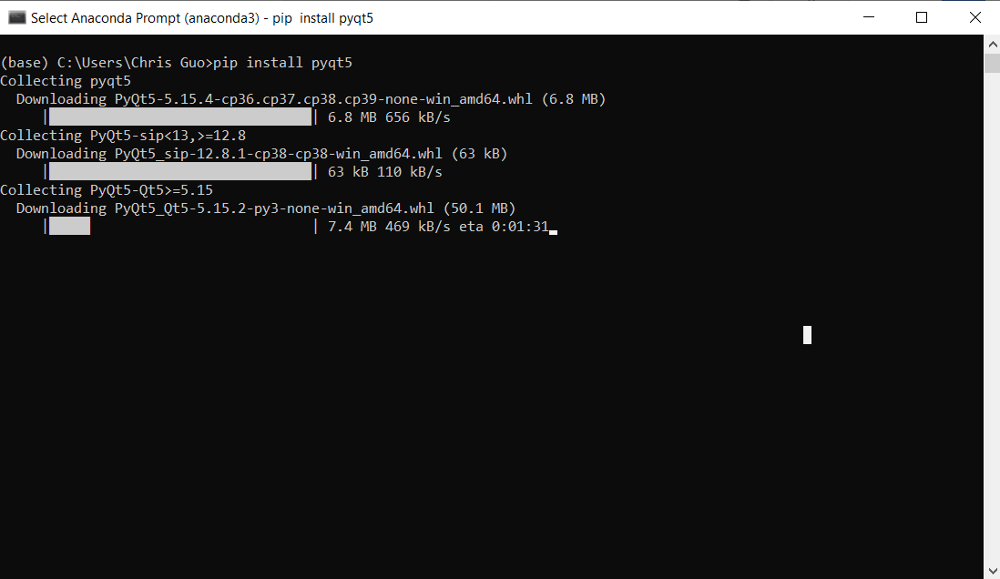 Select Anaconda Prompt (anaconda3) - pip  install pyqt5
(base) C:\Users\Chris Guo>pip install pyqt5
Collecting pyqt5
  Downloading PyQt5-5.15.4-cp36.cp37.cp38.cp39-none-win_amd64.whl (6.8 MB)
     |████████████████████████████████| 6.8 MB 656 kB/s
Collecting PyQt5-sip<13,>=12.8
  Downloading PyQt5_sip-12.8.1-cp38-cp38-win_amd64.whl (63 kB)
     |████████████████████████████████| 63 kB 110 kB/s
Collecting PyQt5-Qt5>=5.15
  Downloading PyQt5_Qt5-5.15.2-py3-none-win_amd64.whl (50.1 MB)
     |█████                           | 7.4 MB 469 kB/s eta 0:01:31